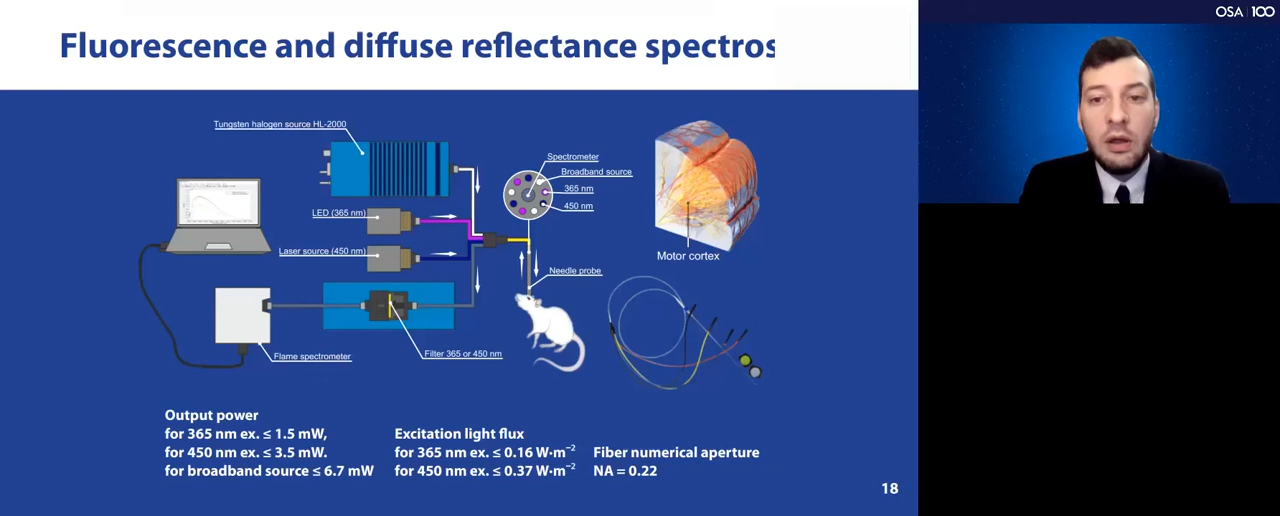 OSA | 100
Fluorescence and diffuse reflectance spectros
Tungsten halogen source HL-2000
Spectrometer
Broadband source
365 nm
450 nm
LED (365 nm)
Laser source (450 nm)
Motor cortex
Needle probe
Flame spectrometer
Filter 365 or 450 nm
Output power
for 365 nm ex. ≤ 1.5 mW,
for 450 nm ex. ≤ 3.5 mW.
for broadband source ≤ 6.7 mW
Excitation light flux
for 365 nm ex. ≤ 0.16 W·m⁻²
for 450 nm ex. ≤ 0.37 W·m⁻²
Fiber numerical aperture
NA = 0.22
18